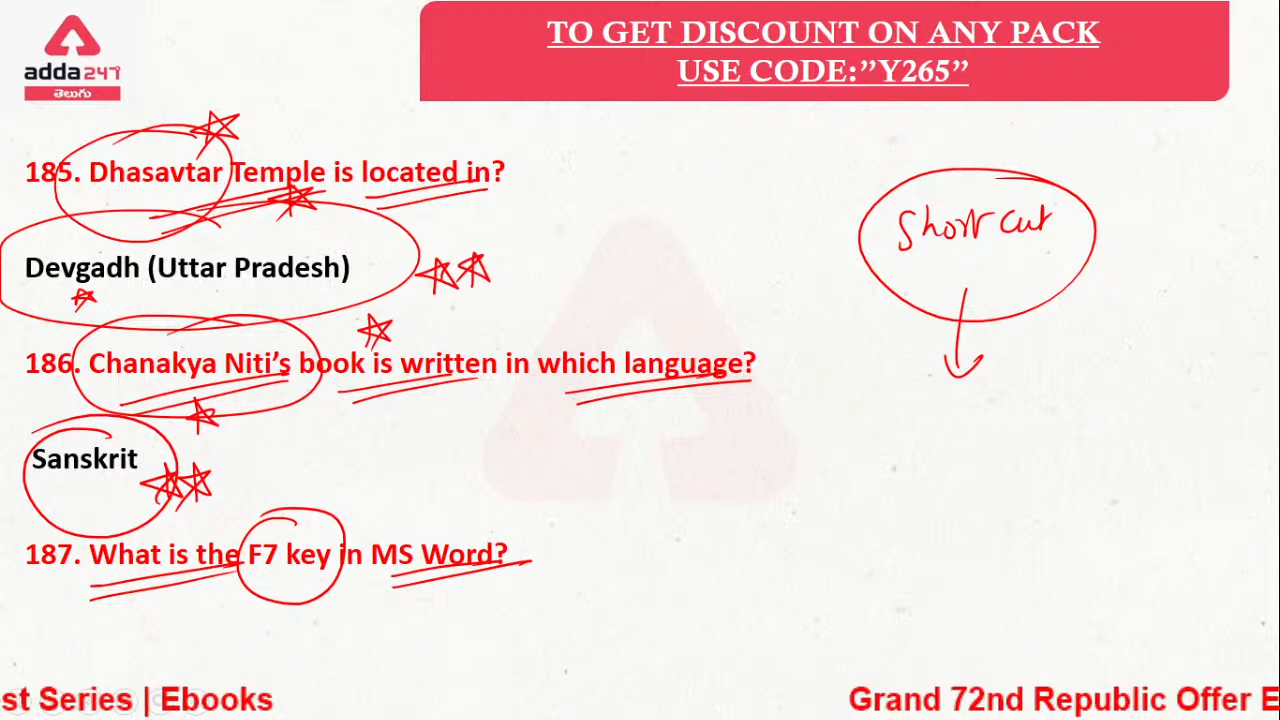 adda247
తెలుగు
TO GET DISCOUNT ON ANY PACK
USE CODE:”Y265”
185. Dhasavtar Temple is located in?
Devgadh (Uttar Pradesh)
186. Chanakya Niti’s book is written in which language?
Sanskrit
187. What is the F7 key in MS Word?
Short cut
st Series | Ebooks
Grand 72nd Republic Offer E